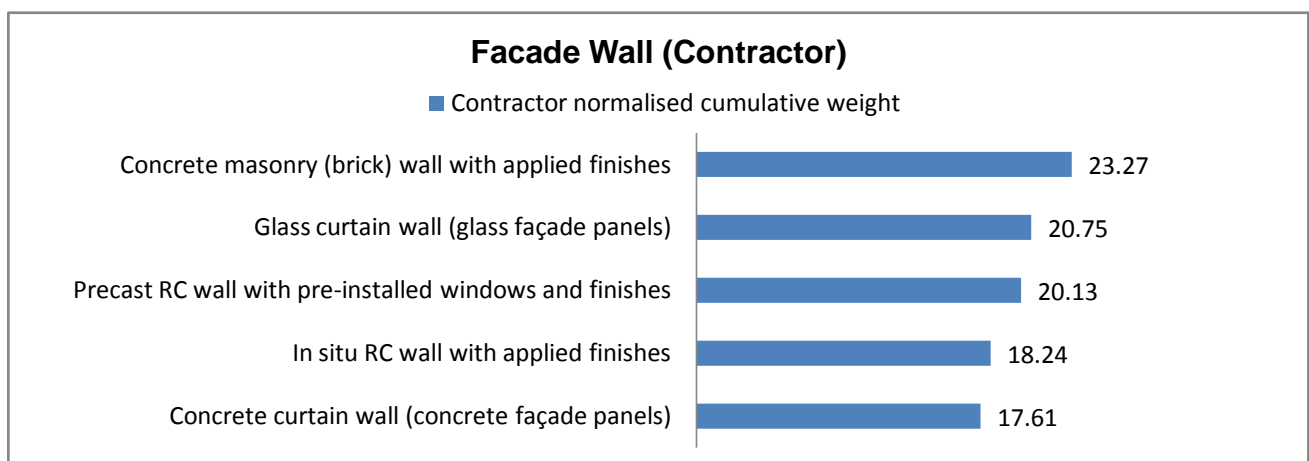 Facade Wall (Contractor)
Contractor normalised cumulative weight
Concrete masonry (brick) wall with applied finishes 23.27
Glass curtain wall (glass façade panels) 20.75
Precast RC wall with pre-installed windows and finishes 20.13
In situ RC wall with applied finishes 18.24
Concrete curtain wall (concrete façade panels) 17.61